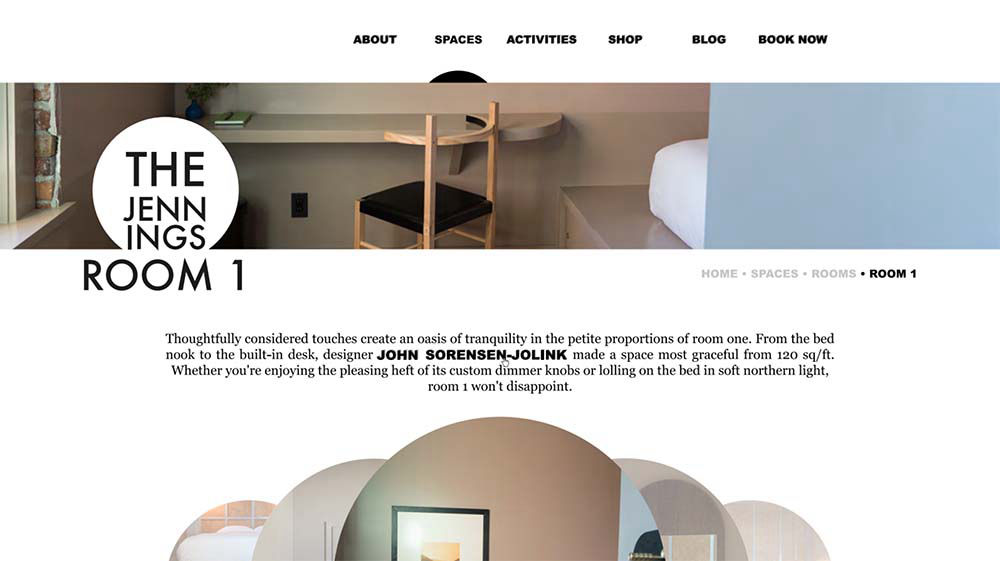 ABOUT SPACES ACTIVITIES SHOP BLOG BOOK NOW
THE
JENN
INGS
ROOM 1
HOME • SPACES • ROOMS • ROOM 1
Thoughtfully considered touches create an oasis of tranquility in the petite proportions of room one. From the bed
nook to the built-in desk, designer JOHN SORENSEN-JOLINK made a space most graceful from 120 sq/ft.
Whether you're enjoying the pleasing heft of its custom dimmer knobs or lolling on the bed in soft northern light,
room 1 won't disappoint.